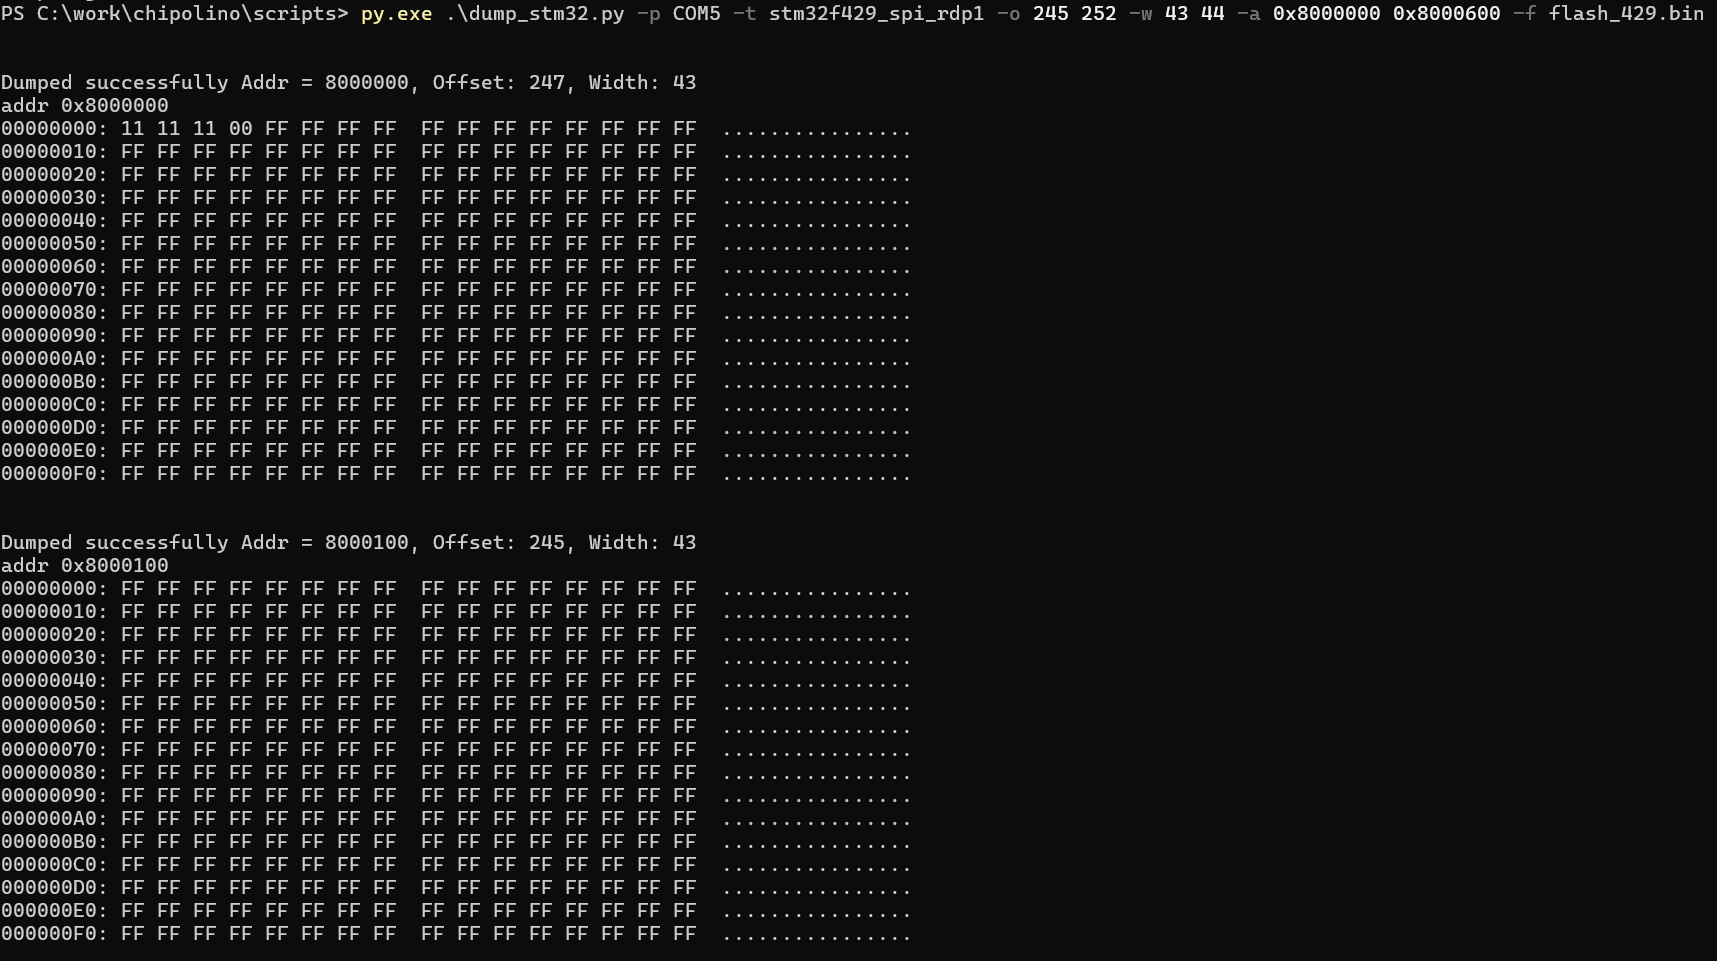 PS C:\work\chipolino\scripts> py.exe .\dump_stm32.py -p COM5 -t stm32f429_spi_rdp1 -o 245 252 -w 43 44 -a 0x8000000 0x8000600 -f flash_429.bin
Dumped successfully Addr = 8000000, Offset: 247, Width: 43
addr 0x8000000
00000000: 11 11 11 00 FF FF FF FF  FF FF FF FF FF FF FF FF  ................
00000010: FF FF FF FF FF FF FF FF  FF FF FF FF FF FF FF FF  ................
00000020: FF FF FF FF FF FF FF FF  FF FF FF FF FF FF FF FF  ................
00000030: FF FF FF FF FF FF FF FF  FF FF FF FF FF FF FF FF  ................
00000040: FF FF FF FF FF FF FF FF  FF FF FF FF FF FF FF FF  ................
00000050: FF FF FF FF FF FF FF FF  FF FF FF FF FF FF FF FF  ................
00000060: FF FF FF FF FF FF FF FF  FF FF FF FF FF FF FF FF  ................
00000070: FF FF FF FF FF FF FF FF  FF FF FF FF FF FF FF FF  ................
00000080: FF FF FF FF FF FF FF FF  FF FF FF FF FF FF FF FF  ................
00000090: FF FF FF FF FF FF FF FF  FF FF FF FF FF FF FF FF  ................
000000A0: FF FF FF FF FF FF FF FF  FF FF FF FF FF FF FF FF  ................
000000B0: FF FF FF FF FF FF FF FF  FF FF FF FF FF FF FF FF  ................
000000C0: FF FF FF FF FF FF FF FF  FF FF FF FF FF FF FF FF  ................
000000D0: FF FF FF FF FF FF FF FF  FF FF FF FF FF FF FF FF  ................
000000E0: FF FF FF FF FF FF FF FF  FF FF FF FF FF FF FF FF  ................
000000F0: FF FF FF FF FF FF FF FF  FF FF FF FF FF FF FF FF  ................
Dumped successfully Addr = 8000100, Offset: 245, Width: 43
addr 0x8000100
00000000: FF FF FF FF FF FF FF FF  FF FF FF FF FF FF FF FF  ................
00000010: FF FF FF FF FF FF FF FF  FF FF FF FF FF FF FF FF  ................
00000020: FF FF FF FF FF FF FF FF  FF FF FF FF FF FF FF FF  ................
00000030: FF FF FF FF FF FF FF FF  FF FF FF FF FF FF FF FF  ................
00000040: FF FF FF FF FF FF FF FF  FF FF FF FF FF FF FF FF  ................
00000050: FF FF FF FF FF FF FF FF  FF FF FF FF FF FF FF FF  ................
00000060: FF FF FF FF FF FF FF FF  FF FF FF FF FF FF FF FF  ................
00000070: FF FF FF FF FF FF FF FF  FF FF FF FF FF FF FF FF  ................
00000080: FF FF FF FF FF FF FF FF  FF FF FF FF FF FF FF FF  ................
00000090: FF FF FF FF FF FF FF FF  FF FF FF FF FF FF FF FF  ................
000000A0: FF FF FF FF FF FF FF FF  FF FF FF FF FF FF FF FF  ................
000000B0: FF FF FF FF FF FF FF FF  FF FF FF FF FF FF FF FF  ................
000000C0: FF FF FF FF FF FF FF FF  FF FF FF FF FF FF FF FF  ................
000000D0: FF FF FF FF FF FF FF FF  FF FF FF FF FF FF FF FF  ................
000000E0: FF FF FF FF FF FF FF FF  FF FF FF FF FF FF FF FF  ................
000000F0: FF FF FF FF FF FF FF FF  FF FF FF FF FF FF FF FF  ................